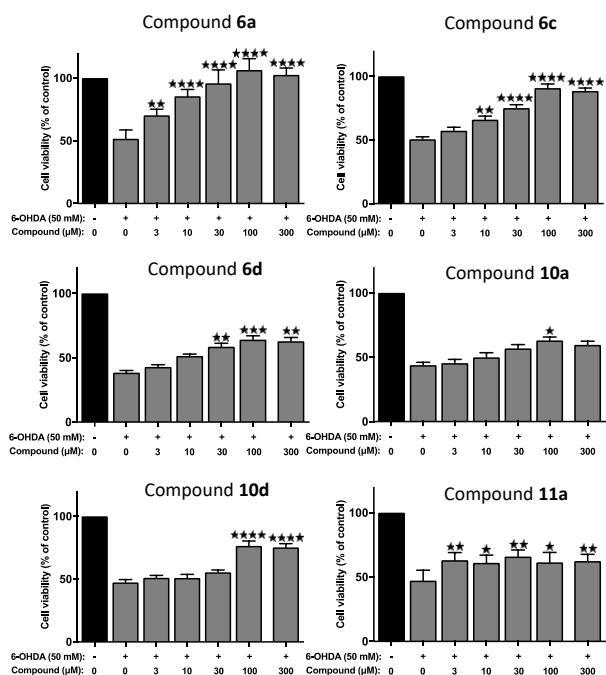 Compound 6a
★★★★
★★★★ ★★★★
★★★★
★★
Cell viability (% of control)
100
50
0
6-OHDA (50 mM) - + + + + + +
Compound (µM): 0 0 3 10 30 100 300
Compound 6c
★★★★ ★★★★
★★★★
★★
Cell viability (% of control)
100
50
0
6-OHDA (50 mM): - + + + + + +
Compound (µM): 0 0 3 10 30 100 300
Compound 6d
★★ ★★★ ★★
Cell viability (% of control)
100
50
0
6-OHDA (50 mM): - + + + + + +
Compound (µM): 0 0 3 10 30 100 300
Compound 10a
★
Cell viability (% of control)
100
50
0
6-OHDA (50 mM): - + + + + + +
Compound (µM): 0 0 3 10 30 100 300
Compound 10d
★★★★ ★★★★
Cell viability (% of control)
100
50
0
6-OHDA (50 mM): - + + + + + +
Compound (µM): 0 0 3 10 30 100 300
Compound 11a
★★ ★ ★★ ★ ★★
Cell viability (% of control)
100
50
0
6-OHDA (50 mM): - + + + + + +
Compound (µM): 0 0 3 10 30 100 300